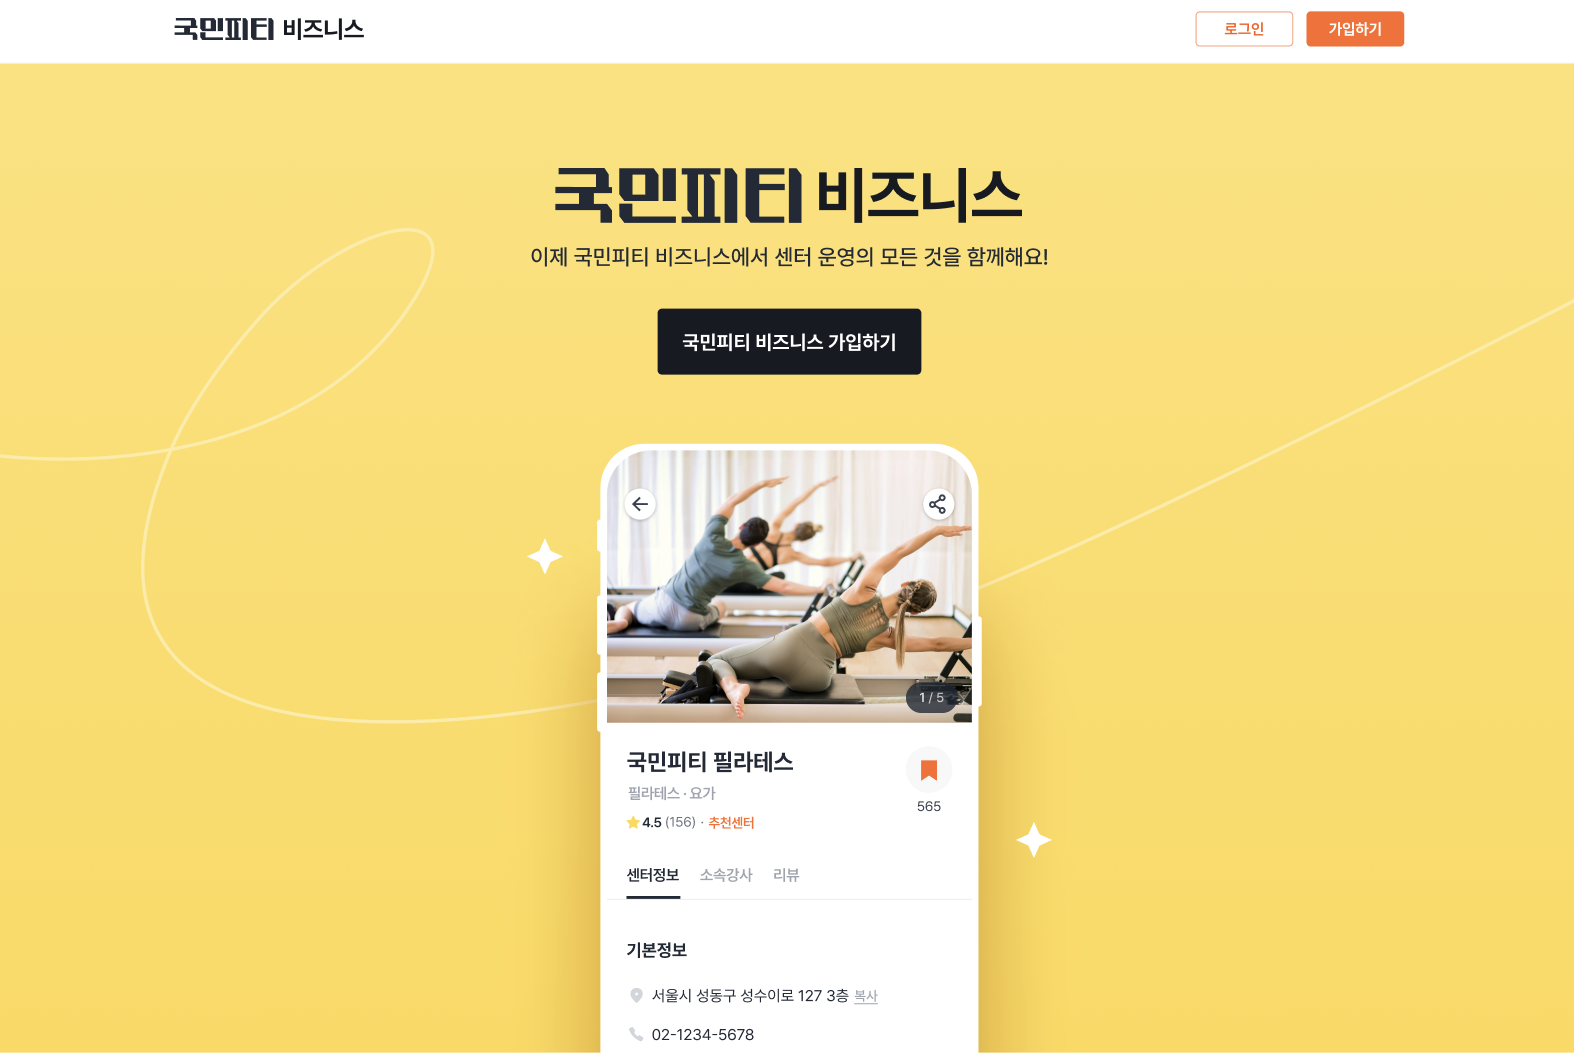 국민피티 비즈니스
로그인
가입하기
국민피티 비즈니스
이제 국민피티 비즈니스에서 센터 운영의 모든 것을 함께해요!
국민피티 비즈니스 가입하기
1 / 5
국민피티 필라테스
565
필라테스 · 요가
4.5 (156) · 추천센터
센터정보 소속강사 리뷰
기본정보
서울시 성동구 성수이로 127 3층 복사
02-1234-5678